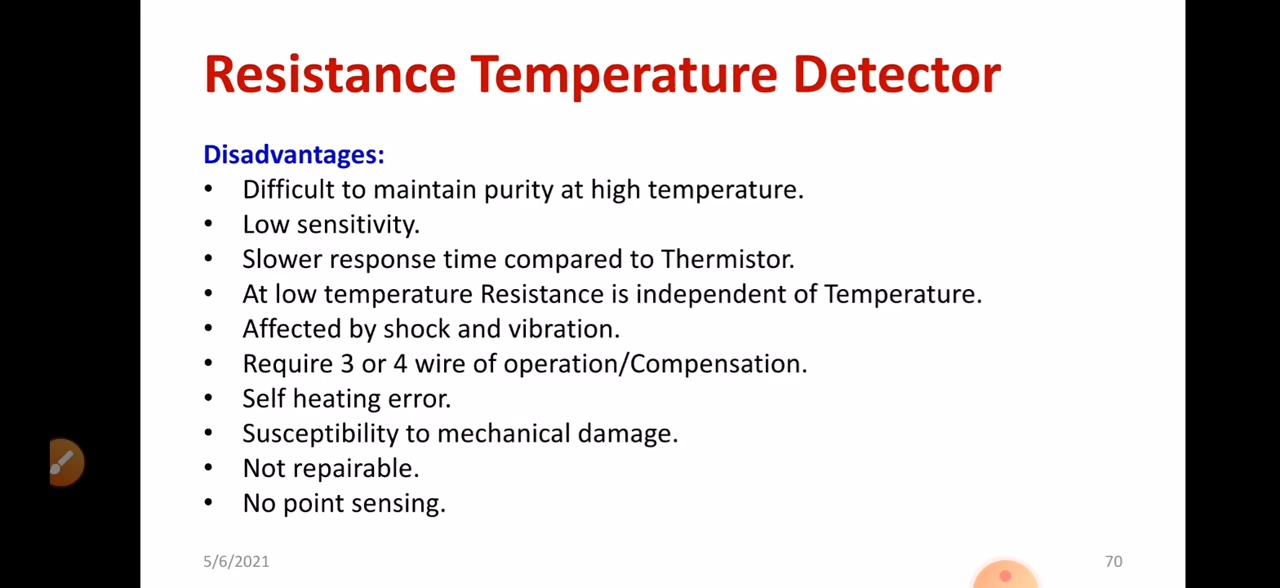 Resistance Temperature Detector
Disadvantages:
• Difficult to maintain purity at high temperature.
• Low sensitivity.
• Slower response time compared to Thermistor.
• At low temperature Resistance is independent of Temperature.
• Affected by shock and vibration.
• Require 3 or 4 wire of operation/Compensation.
• Self heating error.
• Susceptibility to mechanical damage.
• Not repairable.
• No point sensing.
5/6/2021
70